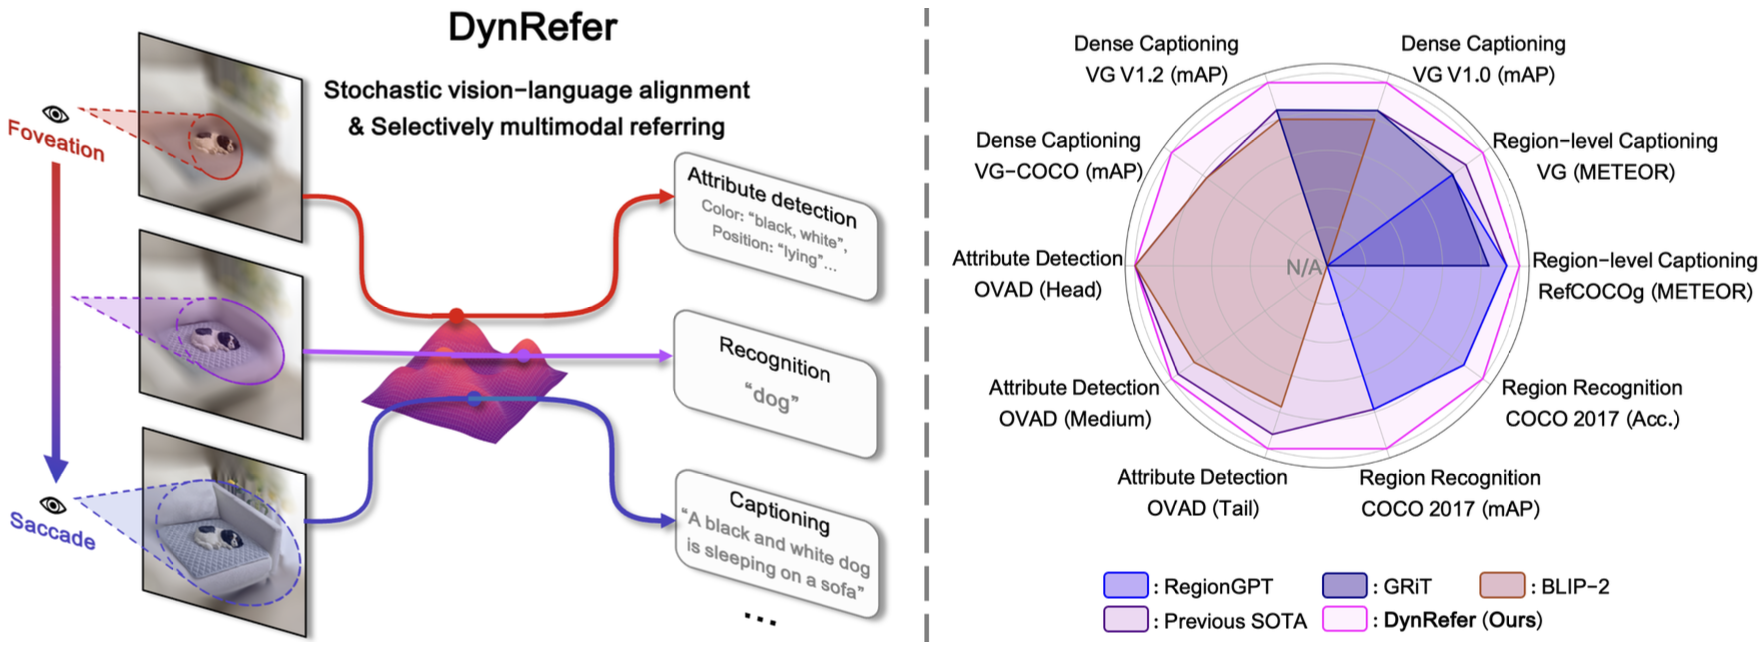 DynRefer
Stochastic vision-language alignment
& Selectively multimodal referring
Foveation
Saccade
Attribute detection
Color: “black, white”,
Position: “lying”...
Recognition
“dog”
Captioning
“A black and white dog
is sleeping on a sofa”
...
Dense Captioning
VG V1.2 (mAP)
Dense Captioning
VG V1.0 (mAP)
Dense Captioning
VG-COCO (mAP)
Region-level Captioning
VG (METEOR)
Attribute Detection
OVAD (Head)
N/A
Region-level Captioning
RefCOCOg (METEOR)
Attribute Detection
OVAD (Medium)
Region Recognition
COCO 2017 (Acc.)
Attribute Detection
OVAD (Tail)
Region Recognition
COCO 2017 (mAP)
: RegionGPT
: GRiT
: BLIP-2
: Previous SOTA
: DynRefer (Ours)